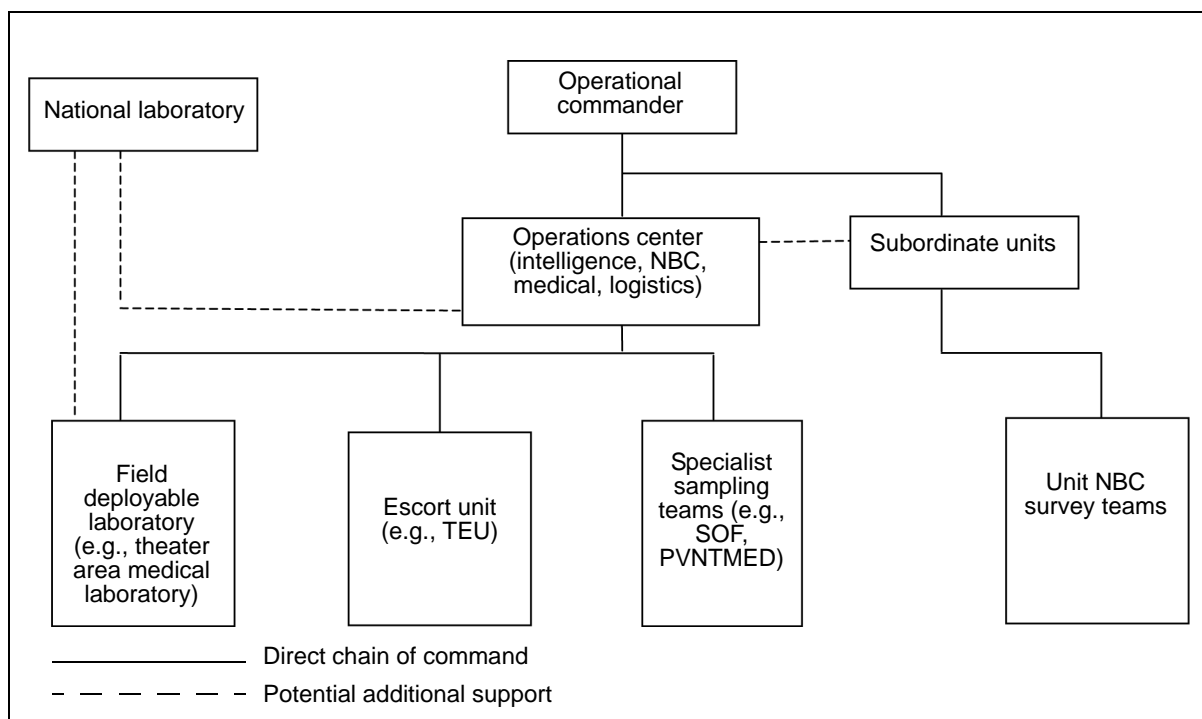 National laboratory
Operational
commander
Operations center
(intelligence, NBC,
medical, logistics)
Subordinate units
Field
deployable
laboratory
(e.g., theater
area medical
laboratory)
Escort unit
(e.g., TEU)
Specialist
sampling
teams (e.g.,
SOF,
PVNTMED)
Unit NBC
survey teams
Direct chain of command
Potential additional support